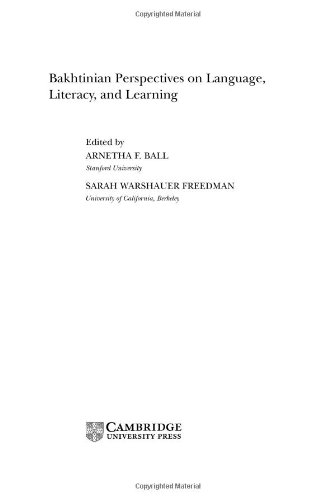 Copyrighted Material
Bakhtinian Perspectives on Language,
Literacy, and Learning
Edited by
ARNETHA F. BALL
Stanford University
SARAH WARSHAUER FREEDMAN
University of California, Berkeley
CAMBRIDGE
UNIVERSITY PRESS
Copyrighted Material